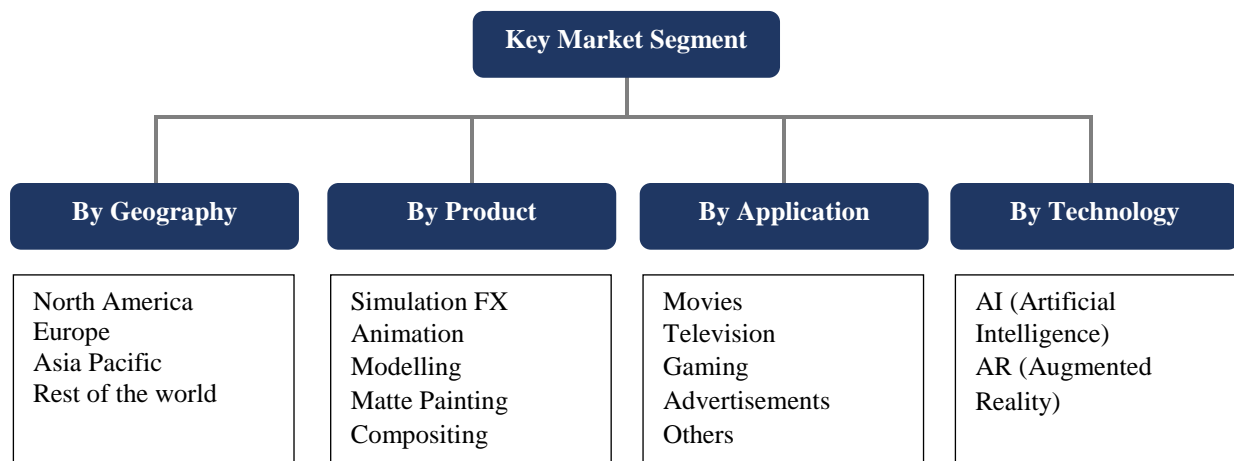 Key Market Segment
By Geography
By Product
By Application
By Technology
North America
Europe
Asia Pacific
Rest of the world
Simulation FX
Animation
Modelling
Matte Painting
Compositing
Movies
Television
Gaming
Advertisements
Others
AI (Artificial
Intelligence)
AR (Augmented
Reality)